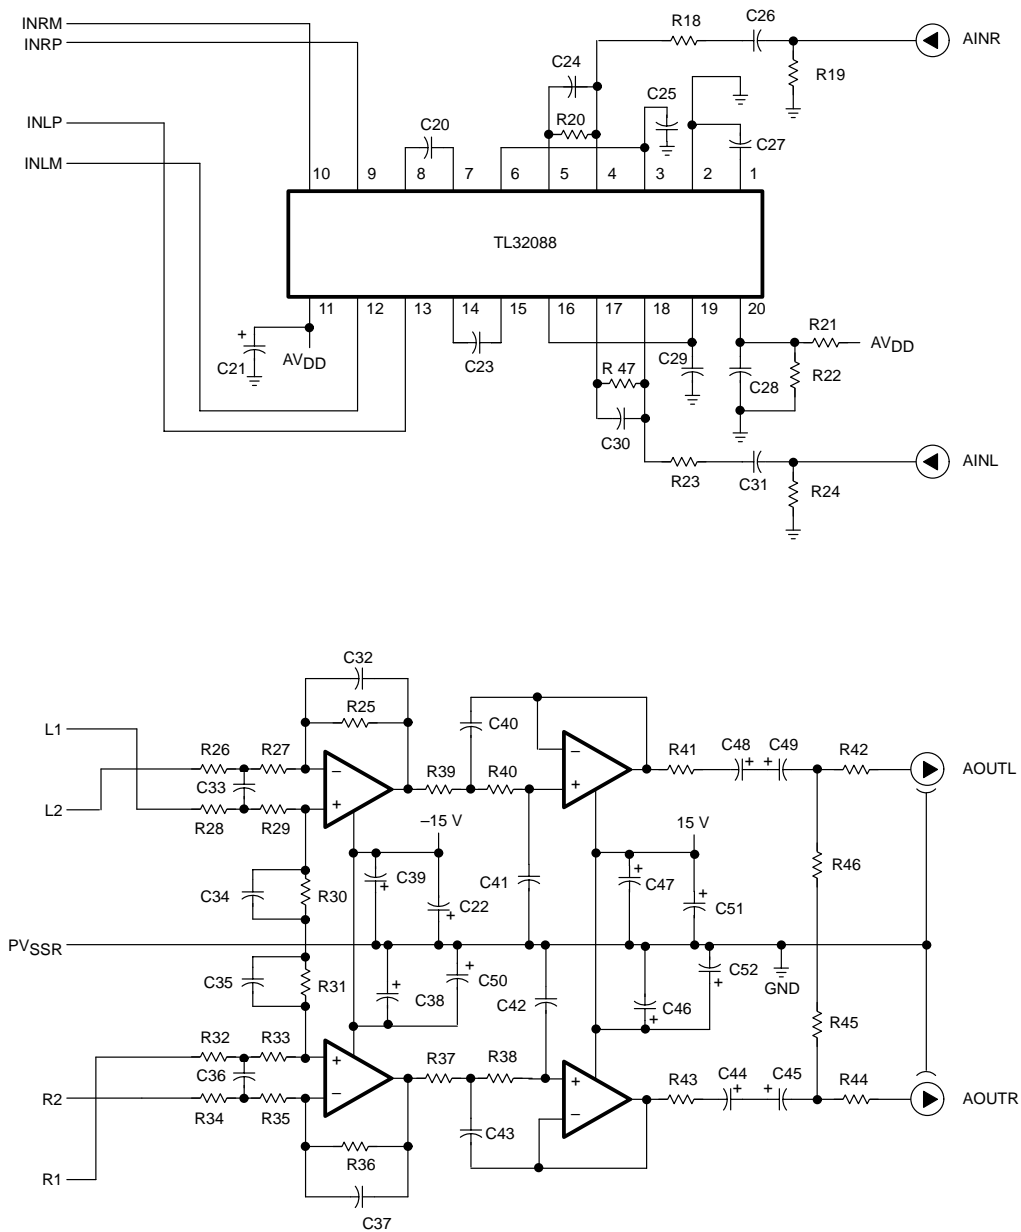 INRM
INRP
INLP
INLM
C20
C24
R20
R18
C26
R19
AINR
C25
C27
10 9 8 7 6 5 4 3 2 1
TL32088
11 12 13 14 15 16 17 18 19 20
+
C21
AVDD
C23
R 47
C30
C29
C28
R21
AVDD
R22
R23
C31
R24
AINL
C32
R25
L1
L2
R26 R27
C33
R28 R29
–
+
R39 R40
C40
–
+
R41
C48
+
+
C49
R42
AOUTL
–15 V
15 V
C34
R30
C39
+
C22
+
C41
+
C47
+
C51
R46
PVSSR
C35
R31
+
C38
+
C50
C42
C46
+
C52
+
GND
R45
R32 R33
C36
R34 R35
+
–
R37 R38
C43
+
–
R43
C44
+
+
C45
R44
AOUTR
R2
R1
R36
C37